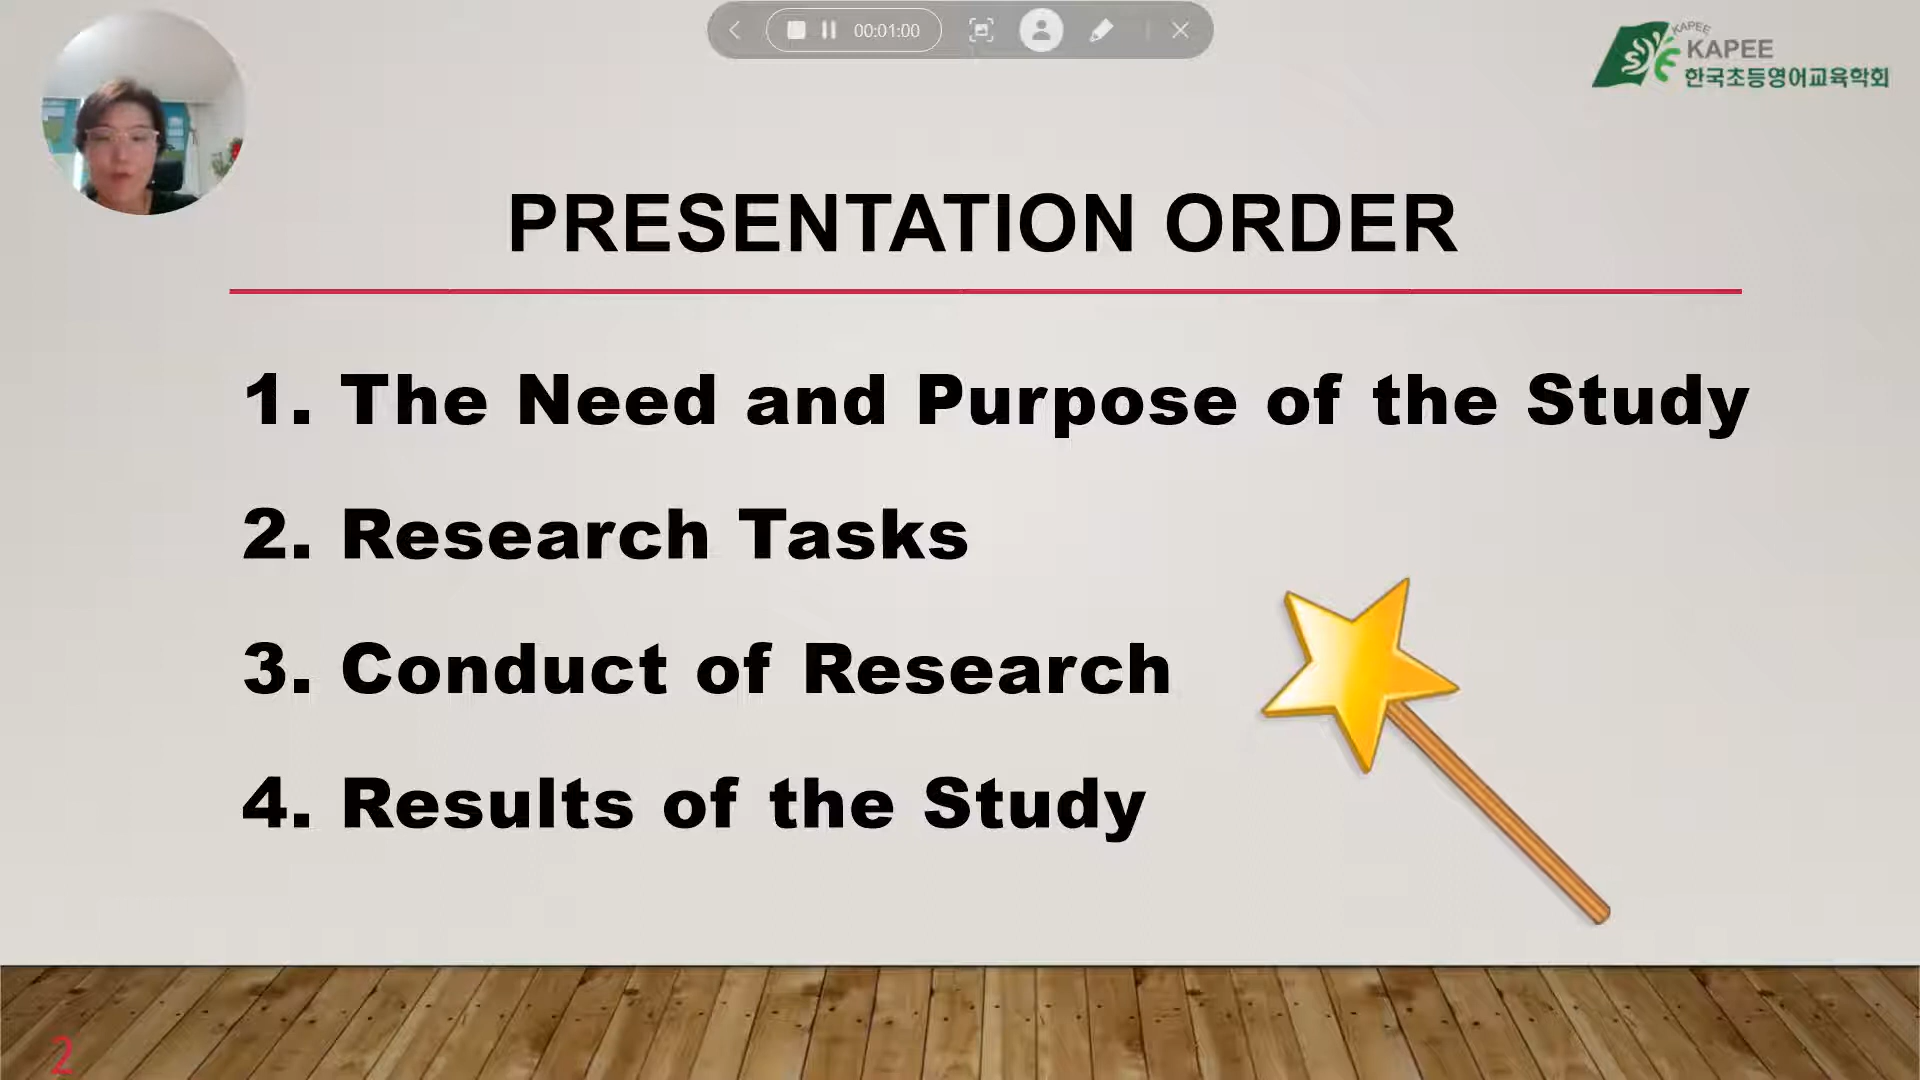 00:01:00
KAPEE
KAPEE
한국초등영어교육학회
PRESENTATION ORDER
1. The Need and Purpose of the Study
2. Research Tasks
3. Conduct of Research
4. Results of the Study
2